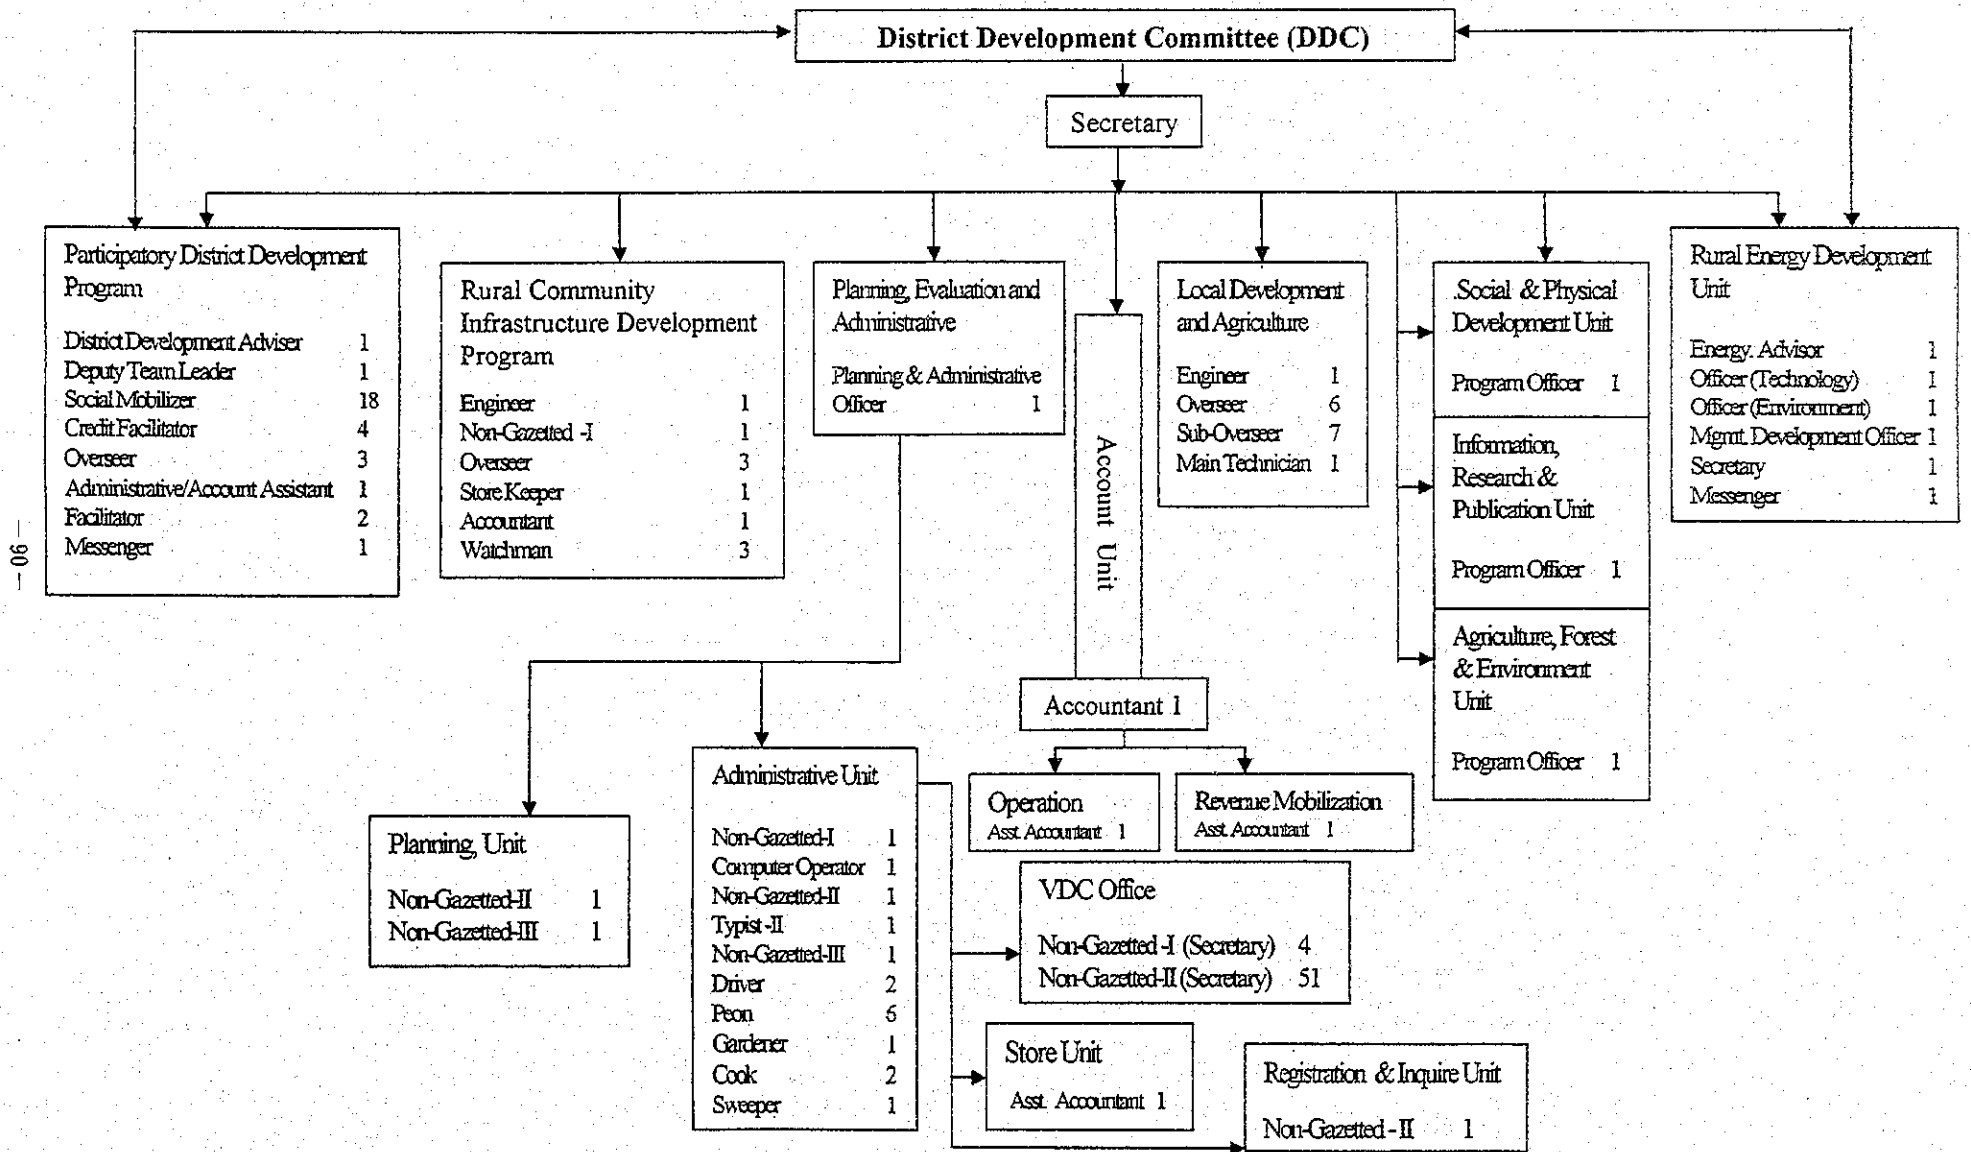 District Development Committee (DDC)
Secretary
Participatory District Development
Program
District Development Adviser 1
Deputy Team Leader 1
Social Mobilizer 18
Credit Facilitator 4
Overseer 3
Administrative/Account Assistant 1
Facilitator 2
Messenger 1
Rural Community
Infrastructure Development
Program
Engineer 1
Non-Gazetted -I 1
Overseer 3
Store Keeper 1
Accountant 1
Watchman 3
Planning, Evaluation and
Administrative
Planning & Administrative
Officer 1
Account Unit
Accountant 1
Local Development
and Agriculture
Engineer 1
Overseer 6
Sub-Overseer 7
Main Technician 1
.Social & Physical
Development Unit
Program Officer 1
Information,
Research &
Publication Unit
Program Officer 1
Agriculture, Forest
& Environment
Unit
Program Officer 1
Rural Energy Development
Unit
Energy. Advisor 1
Officer (Technology) 1
Officer (Environment) 1
Mgmt. Development Officer 1
Secretary 1
Messenger 1
Planning, Unit
Non-Gazetted-II 1
Non-Gazetted-III 1
Administrative Unit
Non-Gazetted-I 1
Computer Operator 1
Non-Gazetted-II 1
Typist -II 1
Non-Gazetted-III 1
Driver 2
Peon 6
Gardener 1
Cook 2
Sweeper 1
Operation
Asst. Accountant 1
Revenue Mobilization
Asst. Accountant 1
VDC Office
Non-Gazetted -I (Secretary) 4
Non-Gazetted-II (Secretary) 51
Store Unit
Asst. Accountant 1
Registration & Inquire Unit
Non-Gazetted - II 1
— 90 —